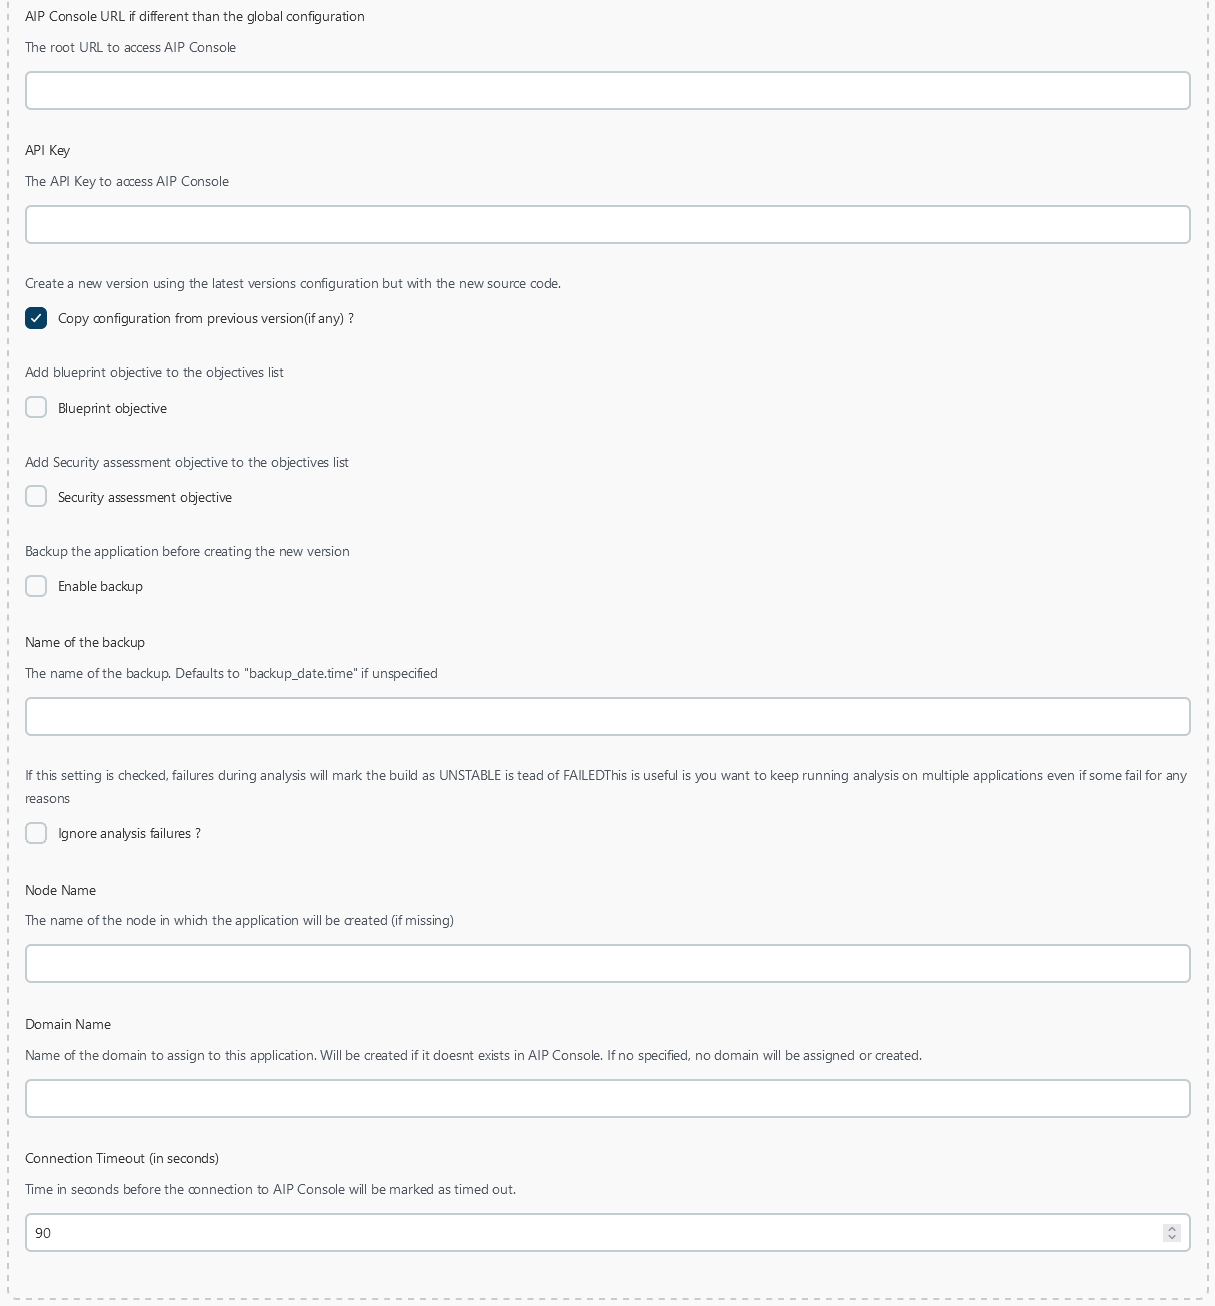 AIP Console URL if different than the global configuration
The root URL to access AIP Console
API Key
The API Key to access AIP Console
Create a new version using the latest versions configuration but with the new source code.
Copy configuration from previous version(if any) ?
Add blueprint objective to the objectives list
Blueprint objective
Add Security assessment objective to the objectives list
Security assessment objective
Backup the application before creating the new version
Enable backup
Name of the backup
The name of the backup. Defaults to "backup_date.time" if unspecified
If this setting is checked, failures during analysis will mark the build as UNSTABLE is tead of FAILEDThis is useful is you want to keep running analysis on multiple applications even if some fail for any
reasons
Ignore analysis failures ?
Node Name
The name of the node in which the application will be created (if missing)
Domain Name
Name of the domain to assign to this application. Will be created if it doesnt exists in AIP Console. If no specified, no domain will be assigned or created.
Connection Timeout (in seconds)
Time in seconds before the connection to AIP Console will be marked as timed out.
90